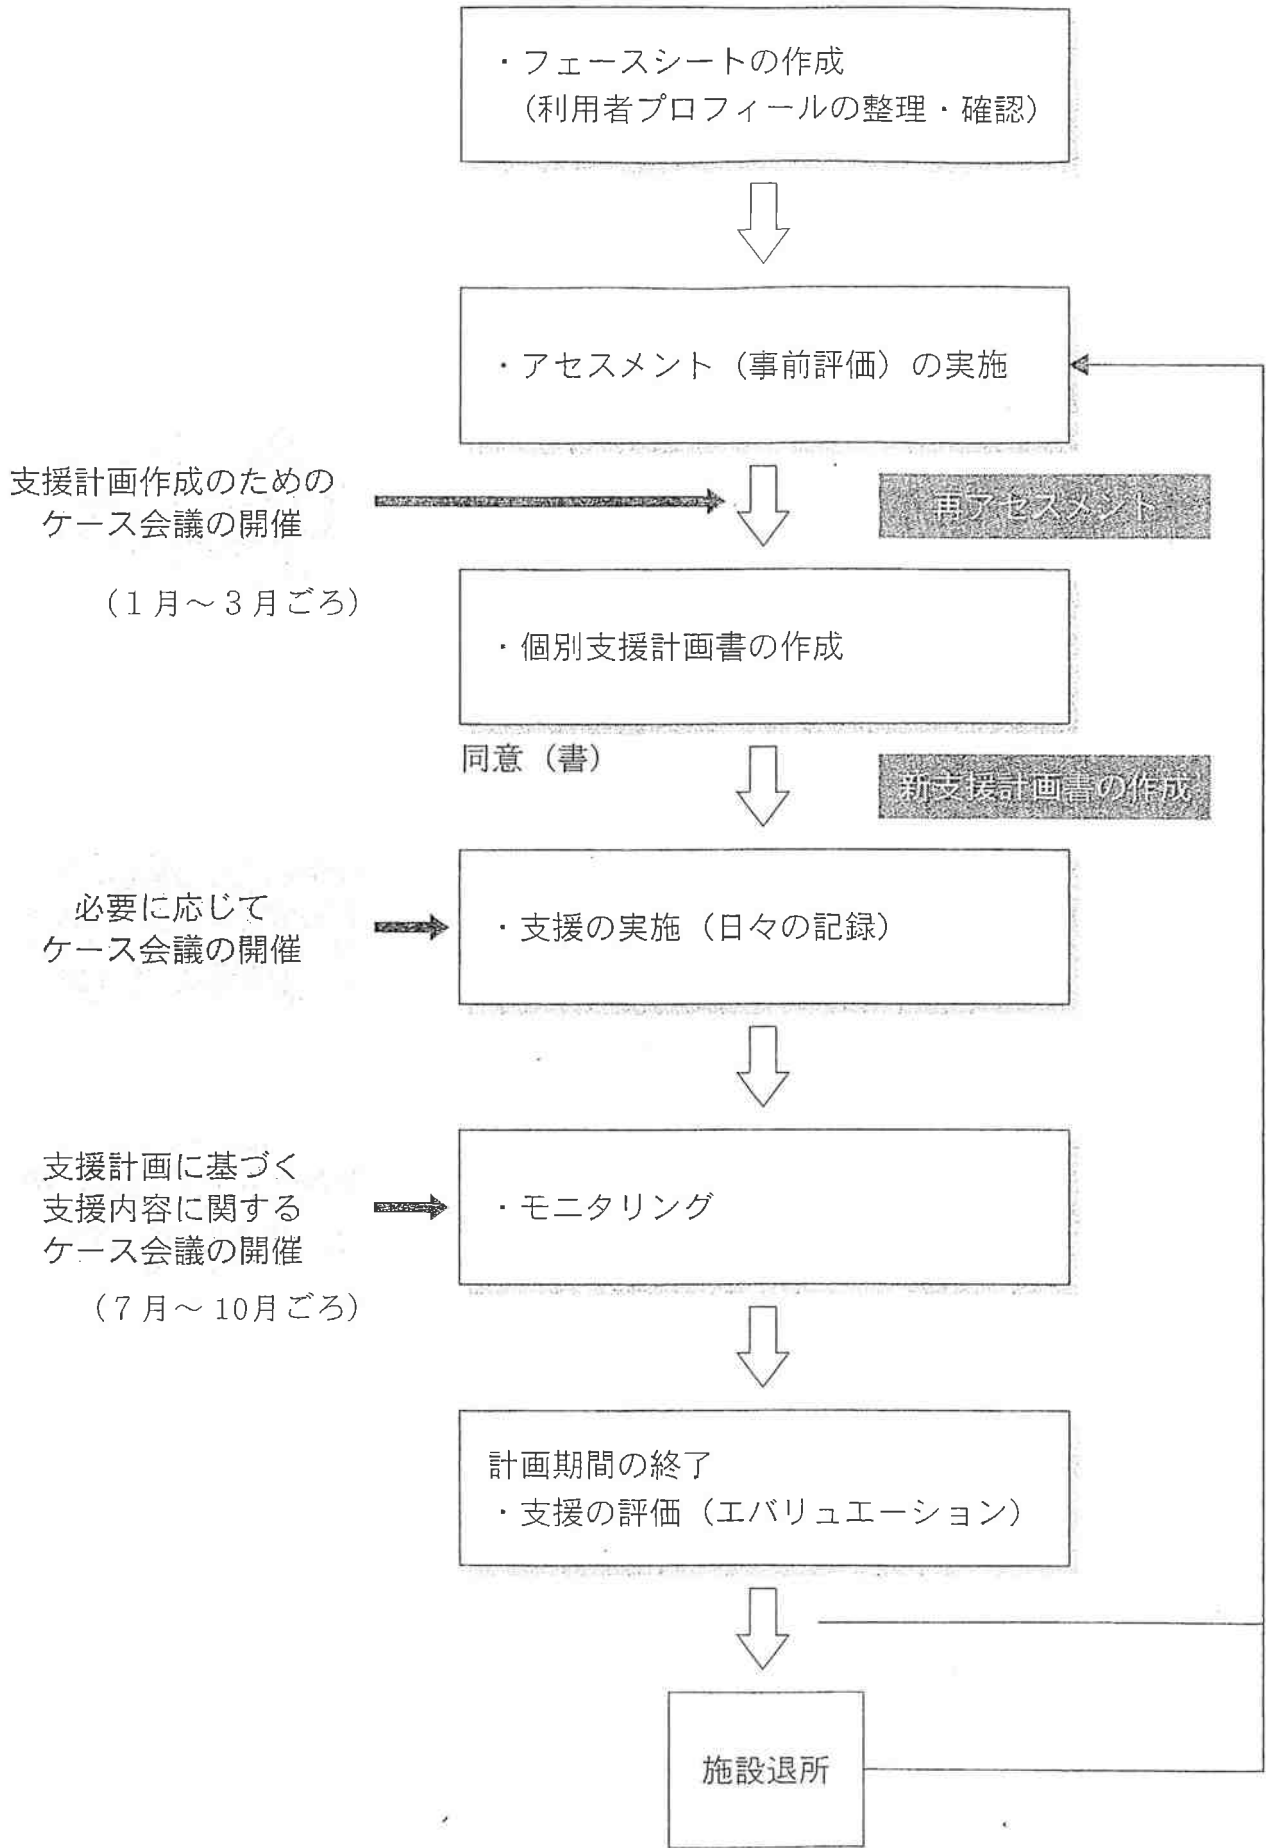 ・フェースシートの作成
（利用者プロフィールの整理・確認）
・アセスメント（事前評価）の実施
支援計画作成のための
ケース会議の開催
（１月～３月ごろ）
再アセスメント
・個別支援計画書の作成
同意（書）
新支援計画書の作成
必要に応じて
ケース会議の開催
・支援の実施（日々の記録）
支援計画に基づく
支援内容に関する
ケース会議の開催
（７月～10月ごろ）
・モニタリング
計画期間の終了
・支援の評価（エバリュエーション）
施設退所